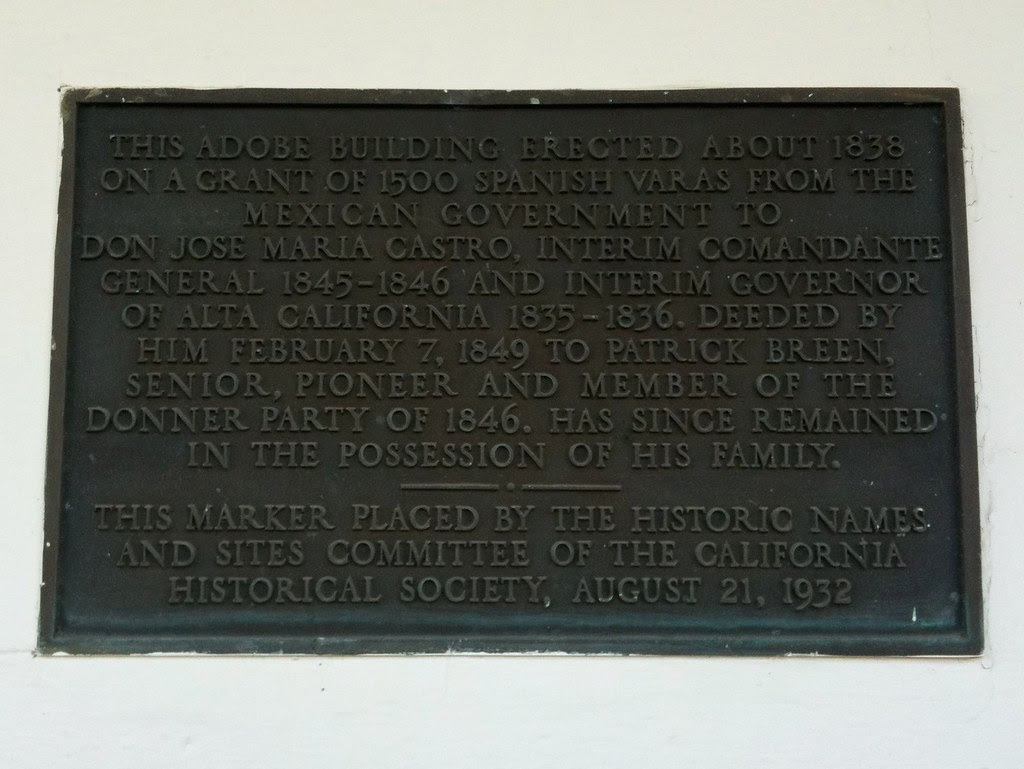 THIS ADOBE BUILDING ERECTED ABOUT 1838
ON A GRANT OF 1500 SPANISH VARAS FROM THE
MEXICAN GOVERNMENT TO
DON JOSE MARIA CASTRO, INTERIM COMANDANTE
GENERAL 1845-1846 AND INTERIM GOVERNOR
OF ALTA CALIFORNIA 1835-1836. DEEDED BY
HIM FEBRUARY 7, 1849 TO PATRICK BREEN,
SENIOR, PIONEER AND MEMBER OF THE
DONNER PARTY OF 1846. HAS SINCE REMAINED
IN THE POSSESSION OF HIS FAMILY.
THIS MARKER PLACED BY THE HISTORIC NAMES
AND SITES COMMITTEE OF THE CALIFORNIA
HISTORICAL SOCIETY, AUGUST 21, 1932